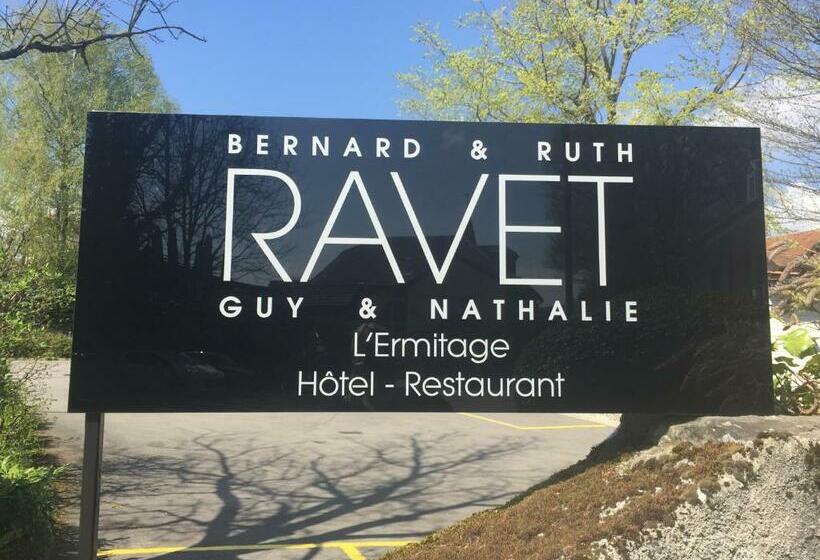 BERNARD & RUTH
RAVET
GUY & NATHALIE
L'Ermitage
Hôtel - Restaurant